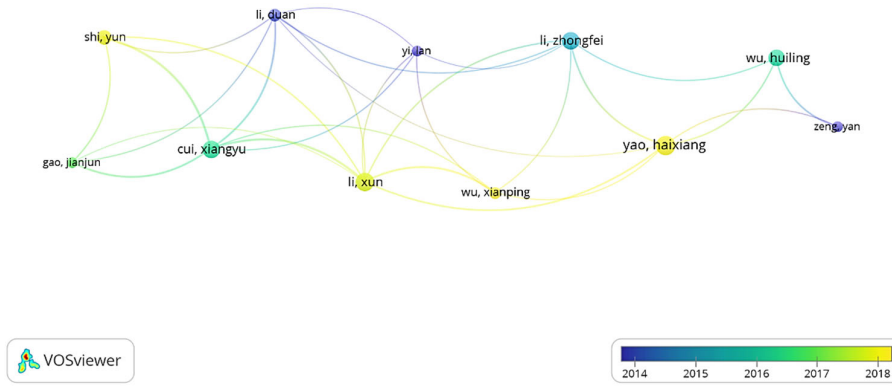 li, duan
shi, yun
yi, lan
li, zhongfei
wu, huiling
zeng, yan
yao, haixiang
cui, xiangyu
gao, jianjun
li, xun
wu, xianping
VOSviewer
2014 2015 2016 2017 2018